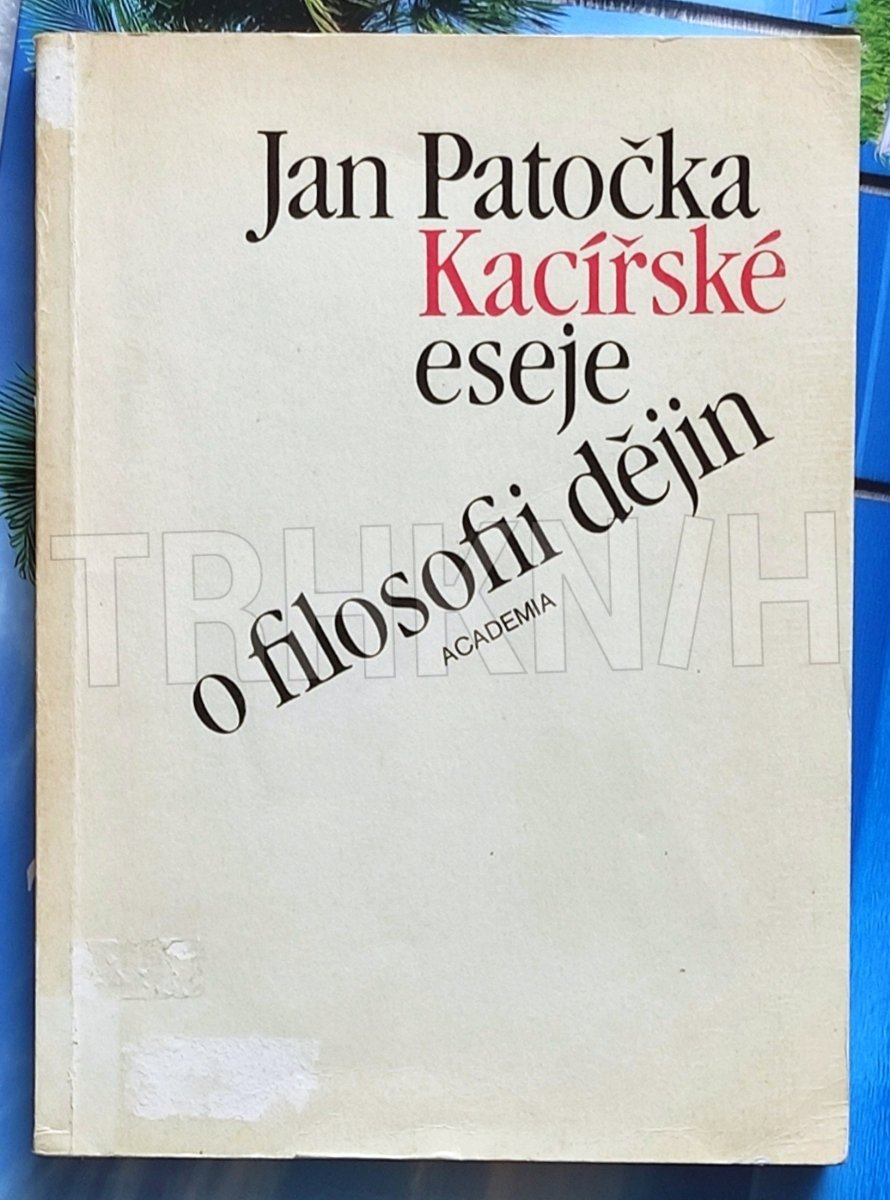 Jan Patočka
Kacířské
eseje
o filosofii dějin
ACADEMIA
TRHKNIH